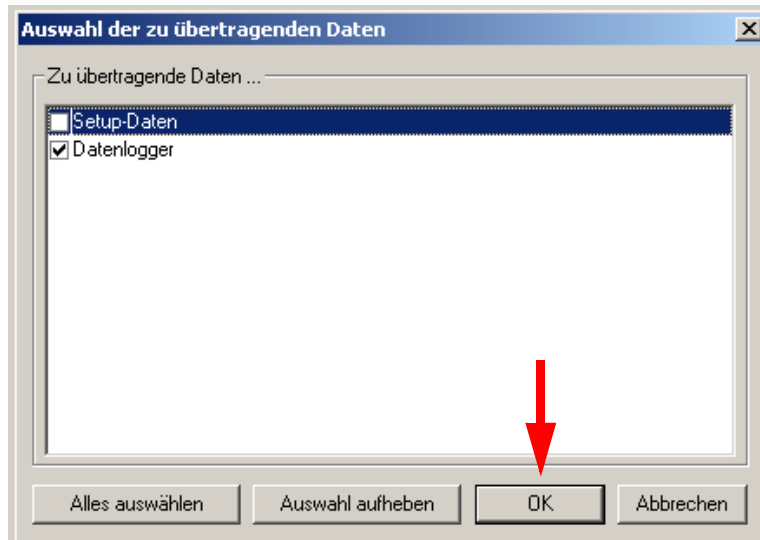 Auswahl der zu übertragenden Daten
Zu übertragende Daten ...
Setup-Daten
Datenlogger
Alles auswählen
Auswahl aufheben
OK
Abbrechen